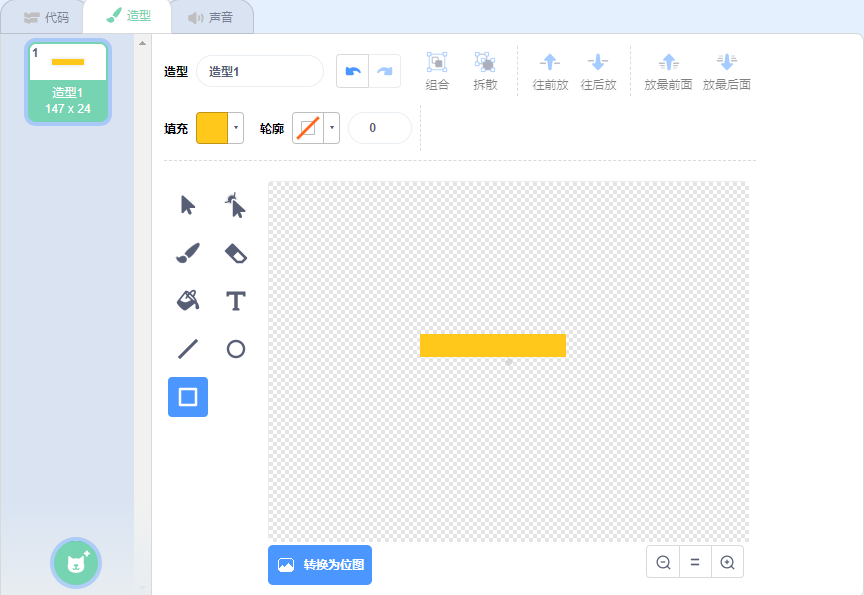 代码
造型
声音
1
造型1
147 x 24
造型
造型1
组合
拆散
往前放
往后放
放最前面
放最后面
填充
轮廓
0
转换为位图